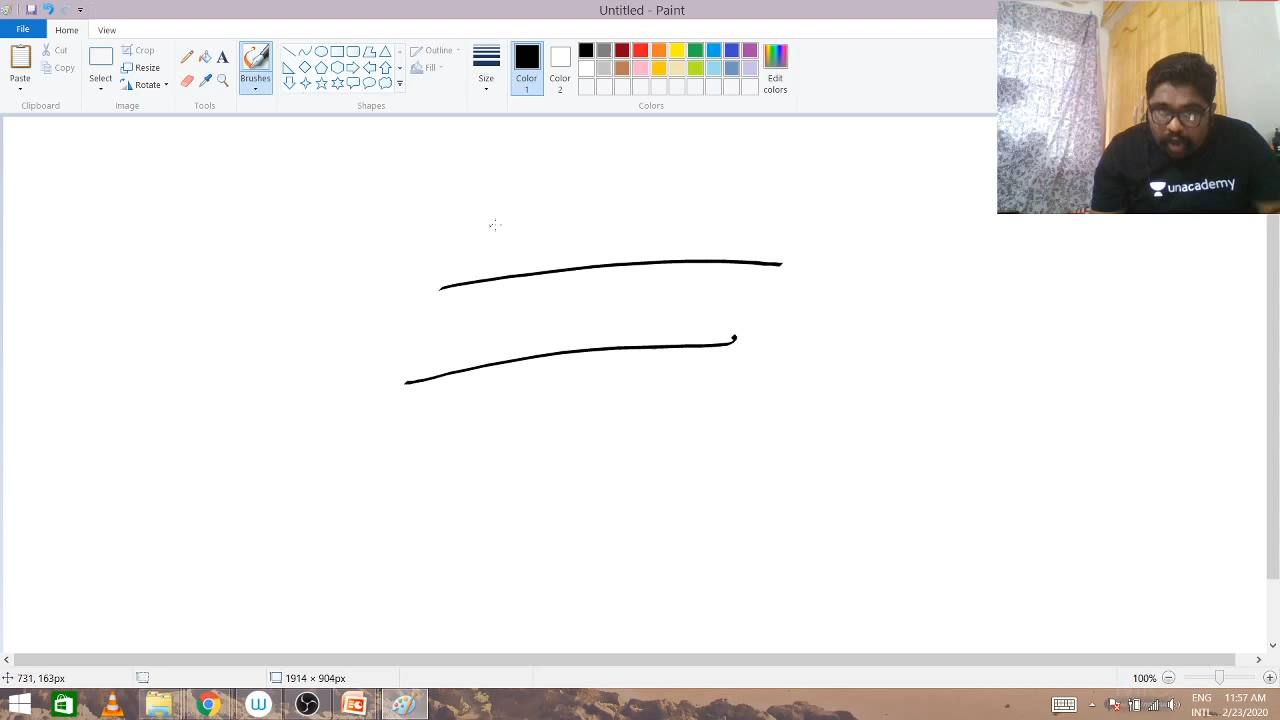 Untitled - Paint
File
Home
View
Paste
Cut
Copy
Clipboard
Select
Crop
Resize
Rotate
Image
Tools
Brushes
Shapes
Outline
Fill
Size
Color
1
Color
2
Colors
Edit
colors
unacademy
731, 163px
1914 × 904px
100%
ENG
INTL
11:57 AM
2/23/2020